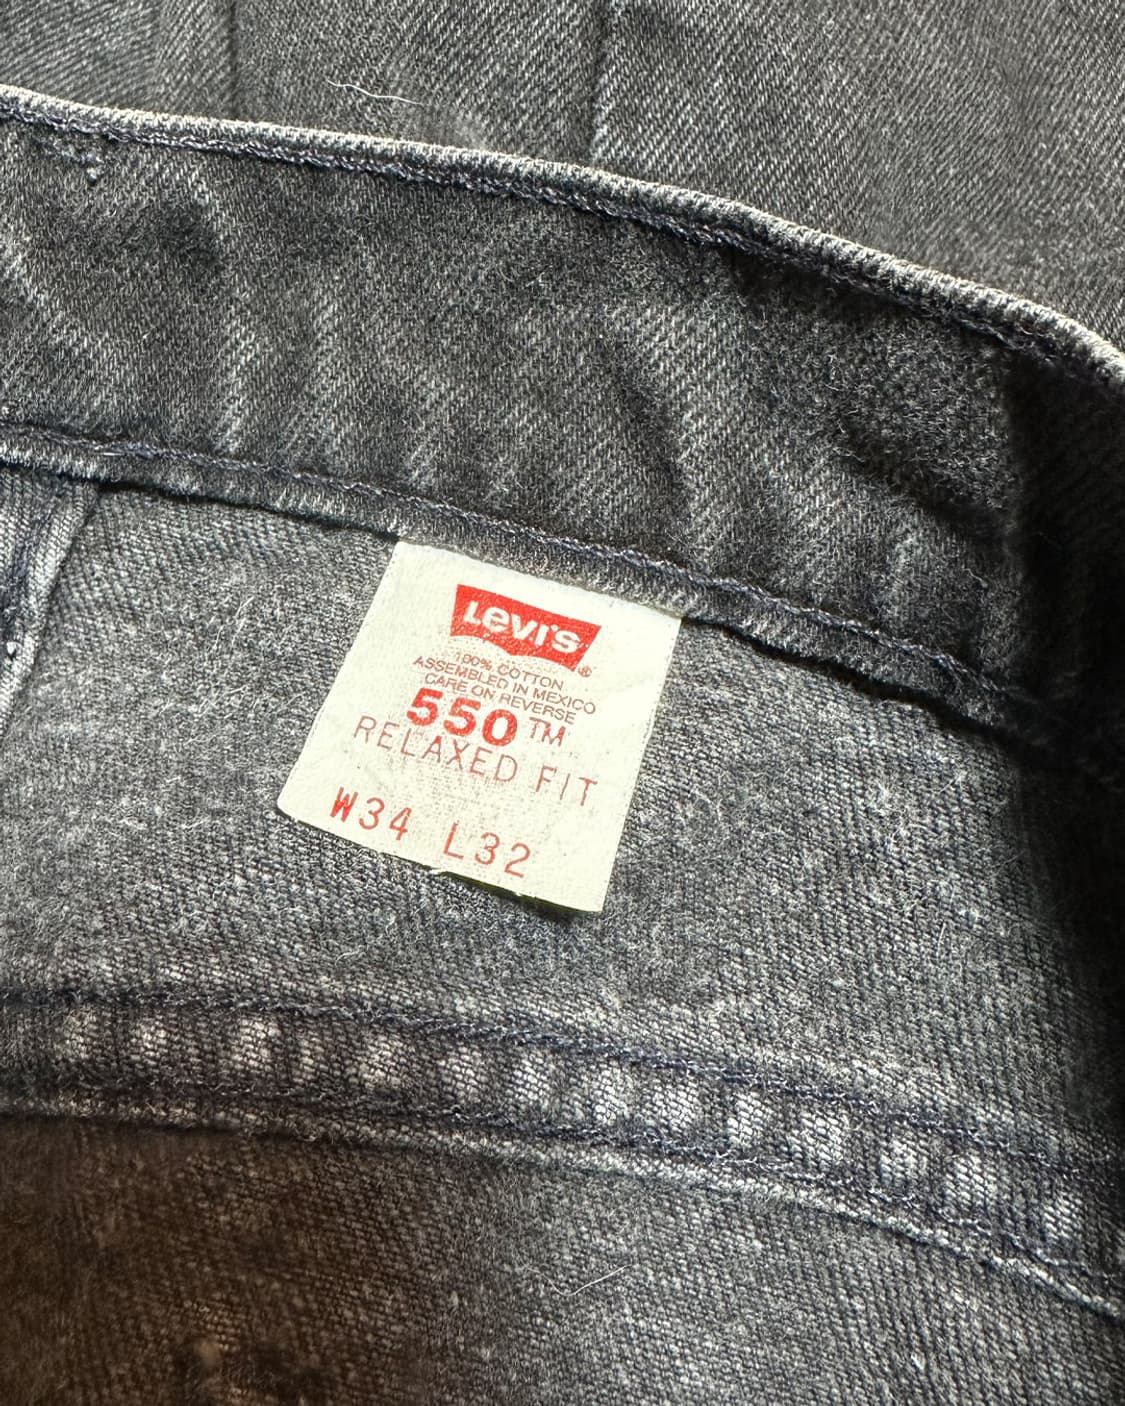 Levi's®
100% COTTON
ASSEMBLED IN MEXICO
CARE ON REVERSE
550™
RELAXED FIT
W34 L32